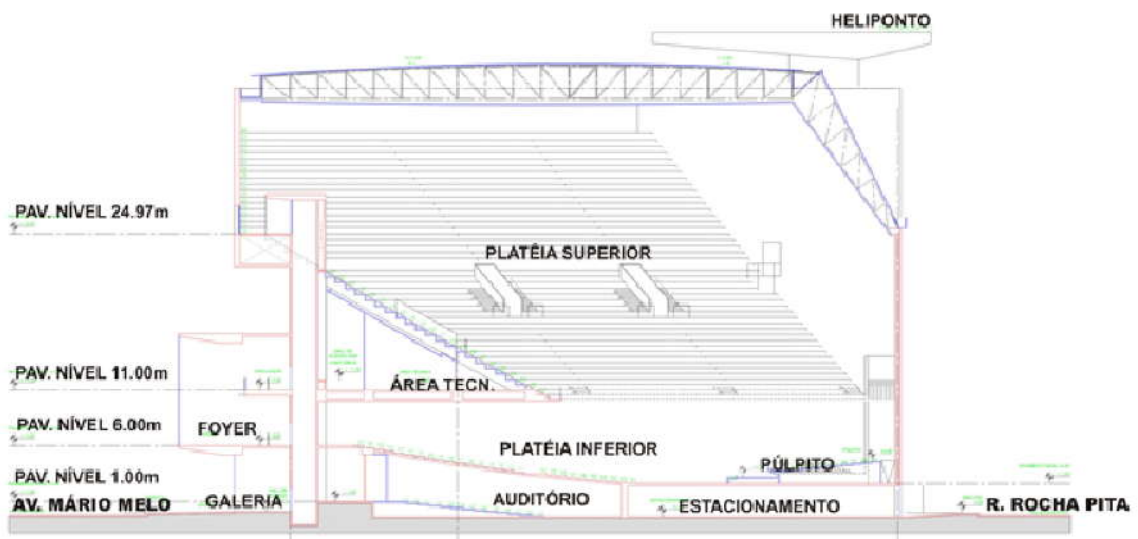 HELIPONTO
PAV. NÍVEL 24.97m
PLATÉIA SUPERIOR
PAV. NÍVEL 11.00m
ÁREA TECN.
PAV. NÍVEL 6.00m
FOYER
PLATÉIA INFERIOR
PÚLPITO
PAV. NÍVEL 1.00m
AV. MÁRIO MELO
GALERIA
AUDITÓRIO
ESTACIONAMENTO
R. ROCHA PITA